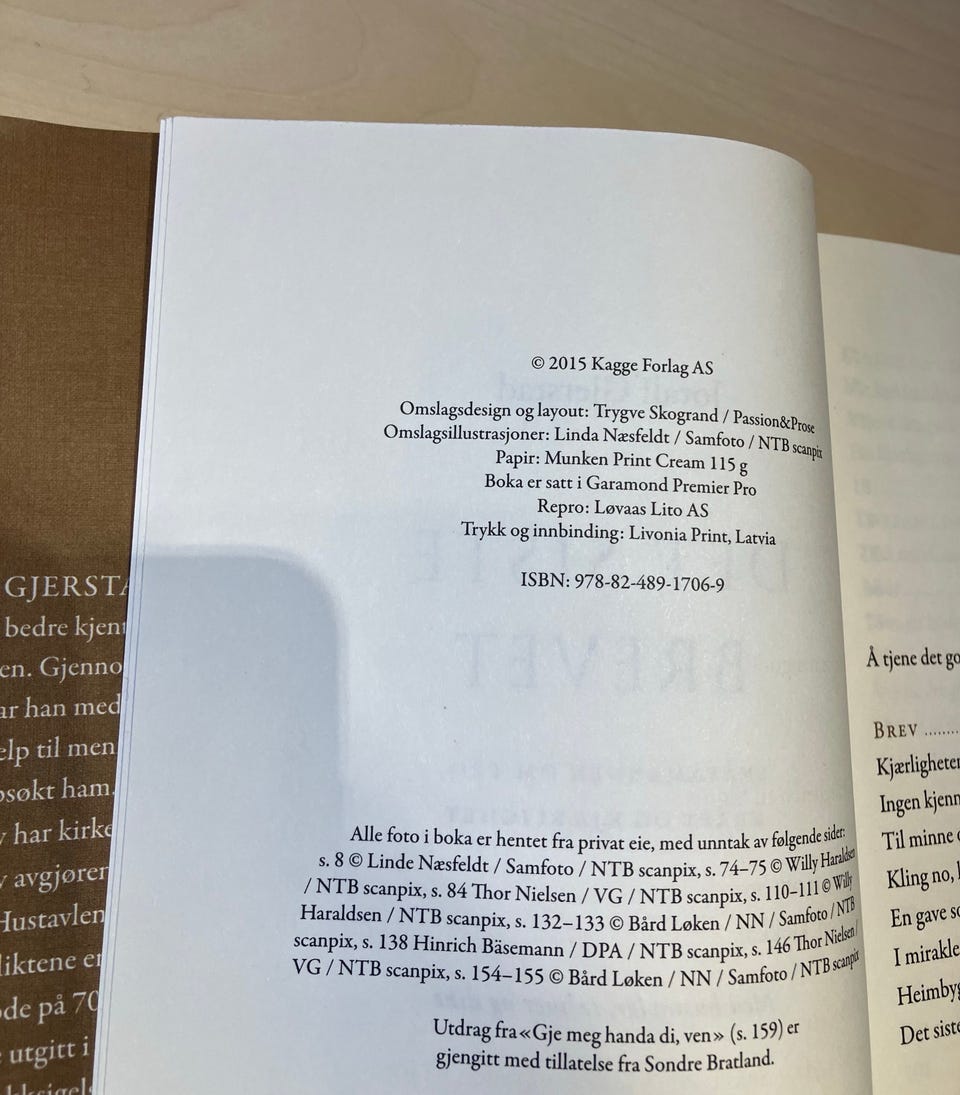 GJERSTA
bedre kjen
en. Gjenno
ar han med
elp til men
søkt ham.
har kirke
avgjøre
Hustavlen
iktene e
de på 70
utgitt i
© 2015 Kagge Forlag AS
Omslagsdesign og layout: Trygve Skogrand / Passion&Prose
Omslagsillustrasjoner: Linda Næsfeldt / Samfoto / NTB scanpix
Papir: Munken Print Cream 115 g
Boka er satt i Garamond Premier Pro
Repro: Løvaas Lito AS
Trykk og innbinding: Livonia Print, Latvia
ISBN: 978-82-489-1706-9
Alle foto i boka er hentet fra privat eie, med unntak av følgende sider:
s. 8 © Linde Næsfeldt / Samfoto / NTB scanpix, s. 74–75 © Willy Haraldsen
/ NTB scanpix, s. 84 Thor Nielsen / VG / NTB scanpix, s. 110–111 © Willy
Haraldsen / NTB scanpix, s. 132–133 © Bård Løken / NN / Samfoto / NTB
scanpix, s. 138 Hinrich Bäsemann / DPA / NTB scanpix, s. 146 Thor Nielsen /
VG / NTB scanpix, s. 154–155 © Bård Løken / NN / Samfoto / NTB scanpix
Utdrag fra «Gje meg handa di, ven» (s. 159) er
gjengitt med tillatelse fra Sondre Bratland.
Å tjene det go
BREV ........
Kjærligheten
Ingen kjenn
Til minne o
Kling no,
En gave so
I mirakle
Heimbyg
Det siste